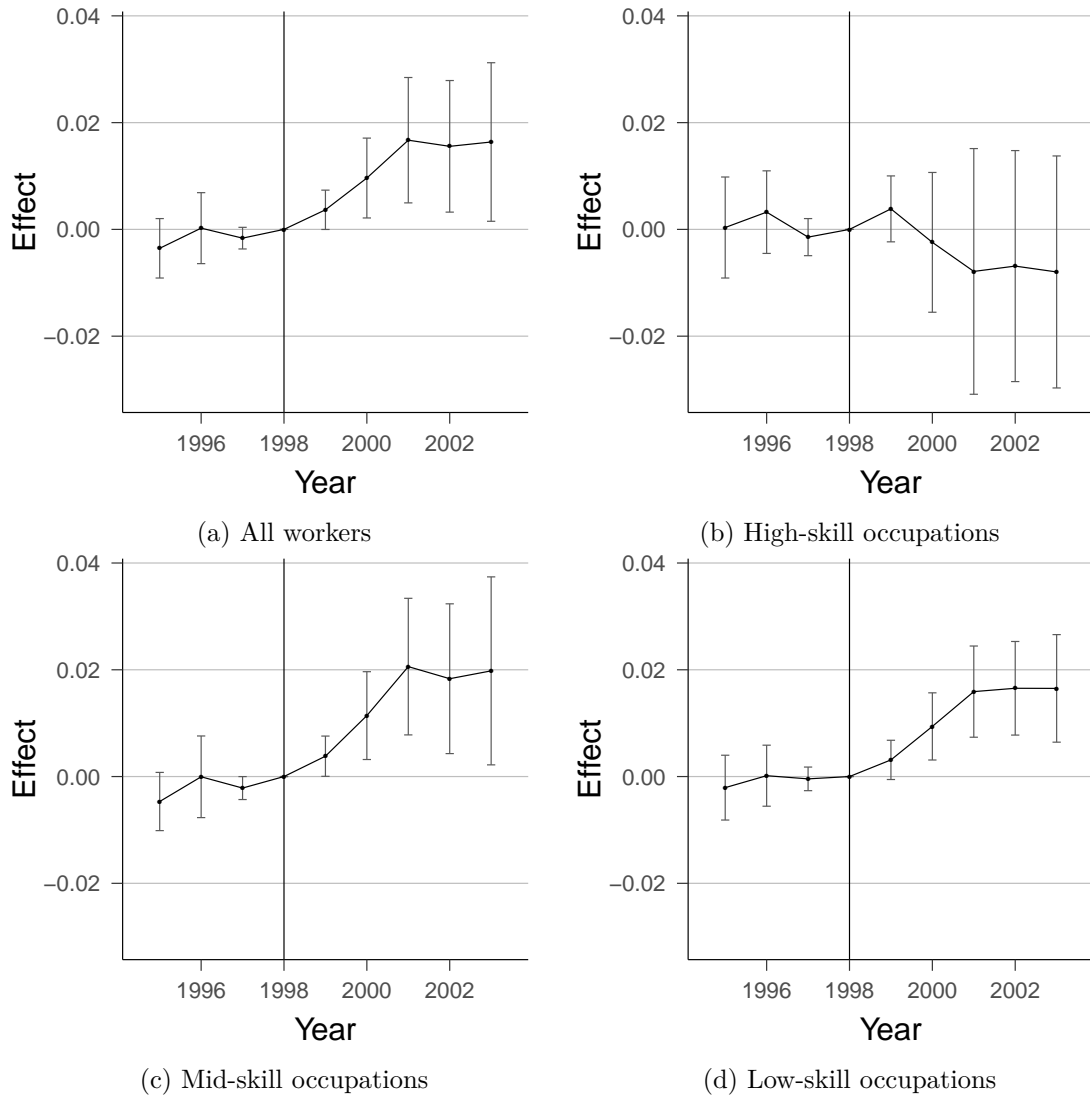 0.04
0.02
0.00
−0.02
Effect
1996 1998 2000 2002
Year
(a) All workers
0.04
0.02
0.00
−0.02
Effect
1996 1998 2000 2002
Year
(b) High-skill occupations
0.04
0.02
0.00
−0.02
Effect
1996 1998 2000 2002
Year
(c) Mid-skill occupations
0.04
0.02
0.00
−0.02
Effect
1996 1998 2000 2002
Year
(d) Low-skill occupations